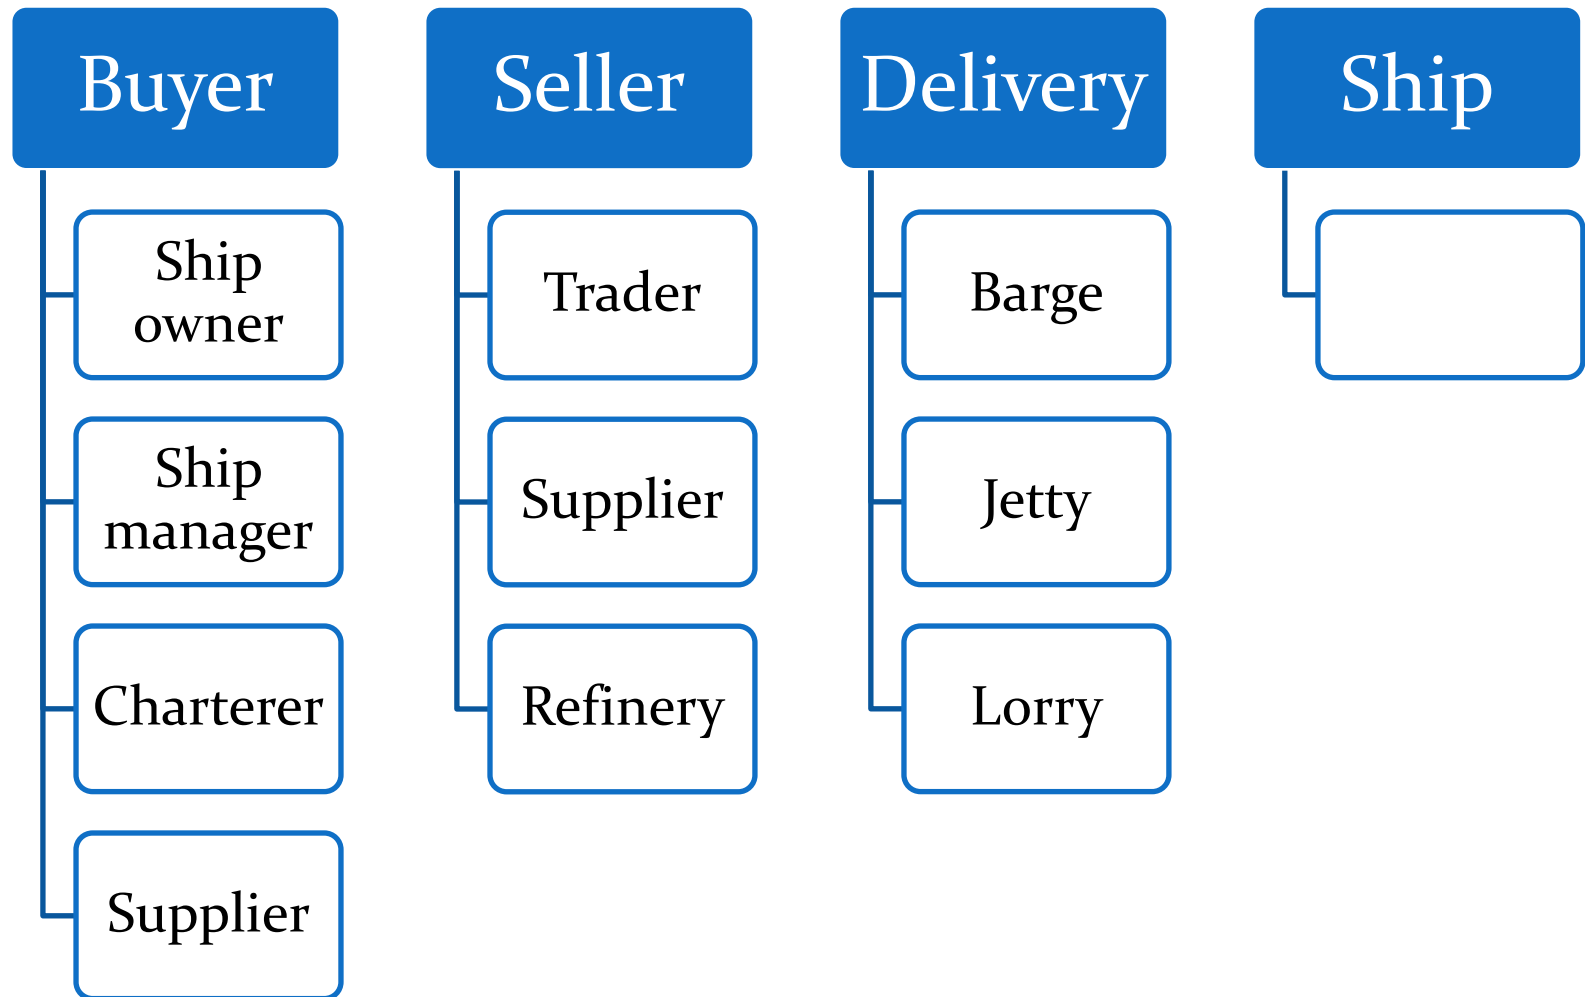 Buyer
Ship
owner
Ship
manager
Charterer
Supplier
Seller
Trader
Supplier
Refinery
Delivery
Barge
Jetty
Lorry
Ship